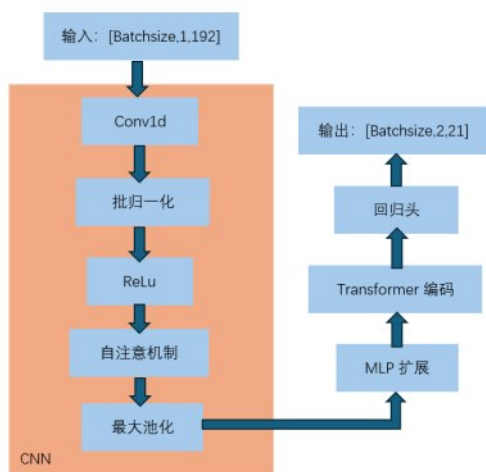 输入：[Batchsize,1,192]
Conv1d
批归一化
ReLu
自注意机制
最大池化
CNN
MLP 扩展
Transformer 编码
回归头
输出：[Batchsize,2,21]